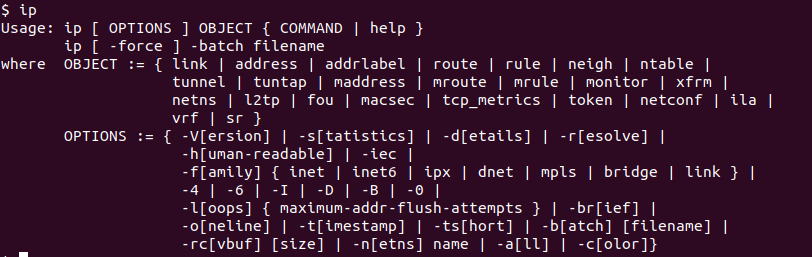 $ ip
Usage: ip [ OPTIONS ] OBJECT { COMMAND | help }
       ip [ -force ] -batch filename
where  OBJECT := { link | address | addrlabel | route | rule | neigh | ntable |
                   tunnel | tuntap | maddress | mroute | mrule | monitor | xfrm |
                   netns | l2tp | fou | macsec | tcp_metrics | token | netconf | ila |
                   vrf | sr }
       OPTIONS := { -V[ersion] | -s[tatistics] | -d[etails] | -r[esolve] |
                    -h[uman-readable] | -iec |
                    -f[amily] { inet | inet6 | ipx | dnet | mpls | bridge | link } |
                    -4 | -6 | -I | -D | -B | -0 |
                    -l[oops] { maximum-addr-flush-attempts } | -br[ief] |
                    -o[neline] | -t[imestamp] | -ts[hort] | -b[atch] [filename] |
                    -rc[vbuf] [size] | -n[etns] name | -a[ll] | -c[olor]}